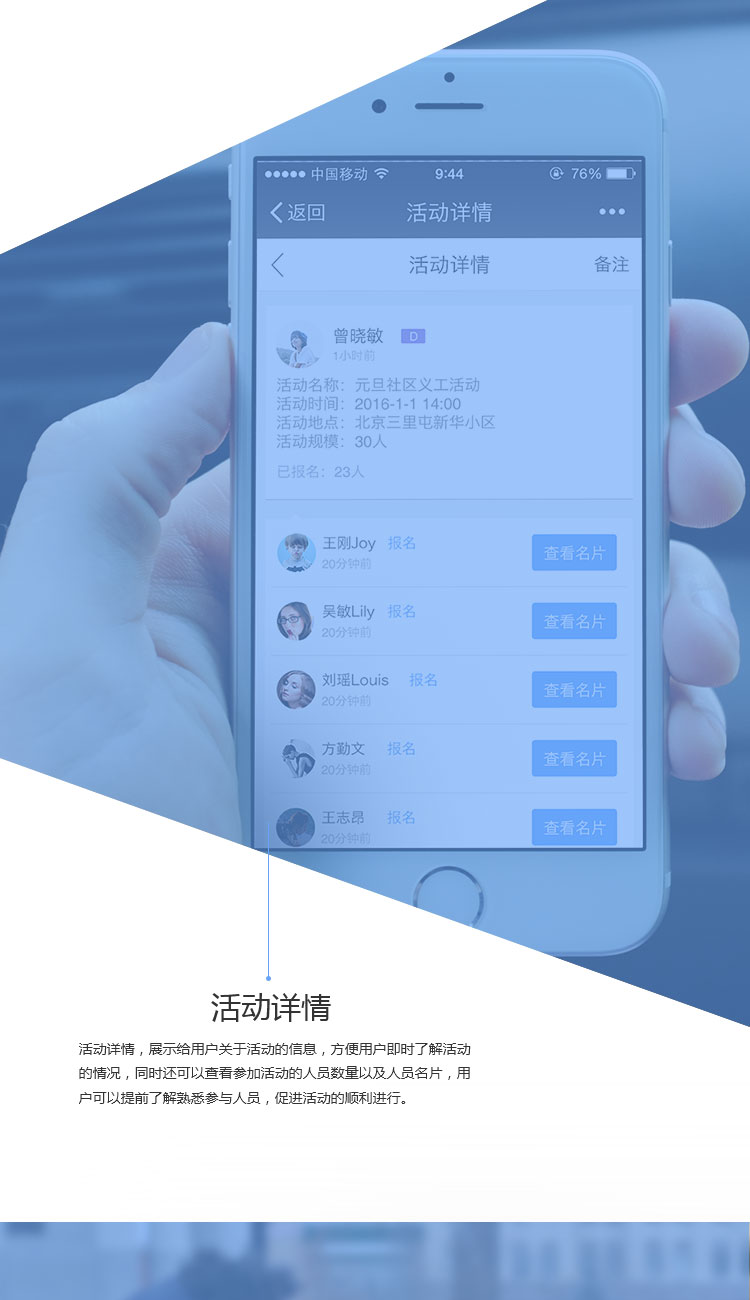 中国移动 9:44 76%
返回 活动详情
活动详情 备注
曾晓敏 D
1小时前
活动名称：元旦社区义工活动
活动时间：2016-1-1 14:00
活动地点：北京三里屯新华小区
活动规模：30人
已报名：23人
王刚Joy 报名 查看名片
20分钟前
吴敏Lily 报名 查看名片
20分钟前
刘瑶Louis 报名 查看名片
20分钟前
方勤文 报名 查看名片
20分钟前
王志昂 报名 查看名片
20分钟前
活动详情
活动详情，展示给用户关于活动的信息，方便用户即时了解活动
的情况，同时还可以查看参加活动的人员数量以及人员名片，用
户可以提前了解熟悉参与人员，促进活动的顺利进行。